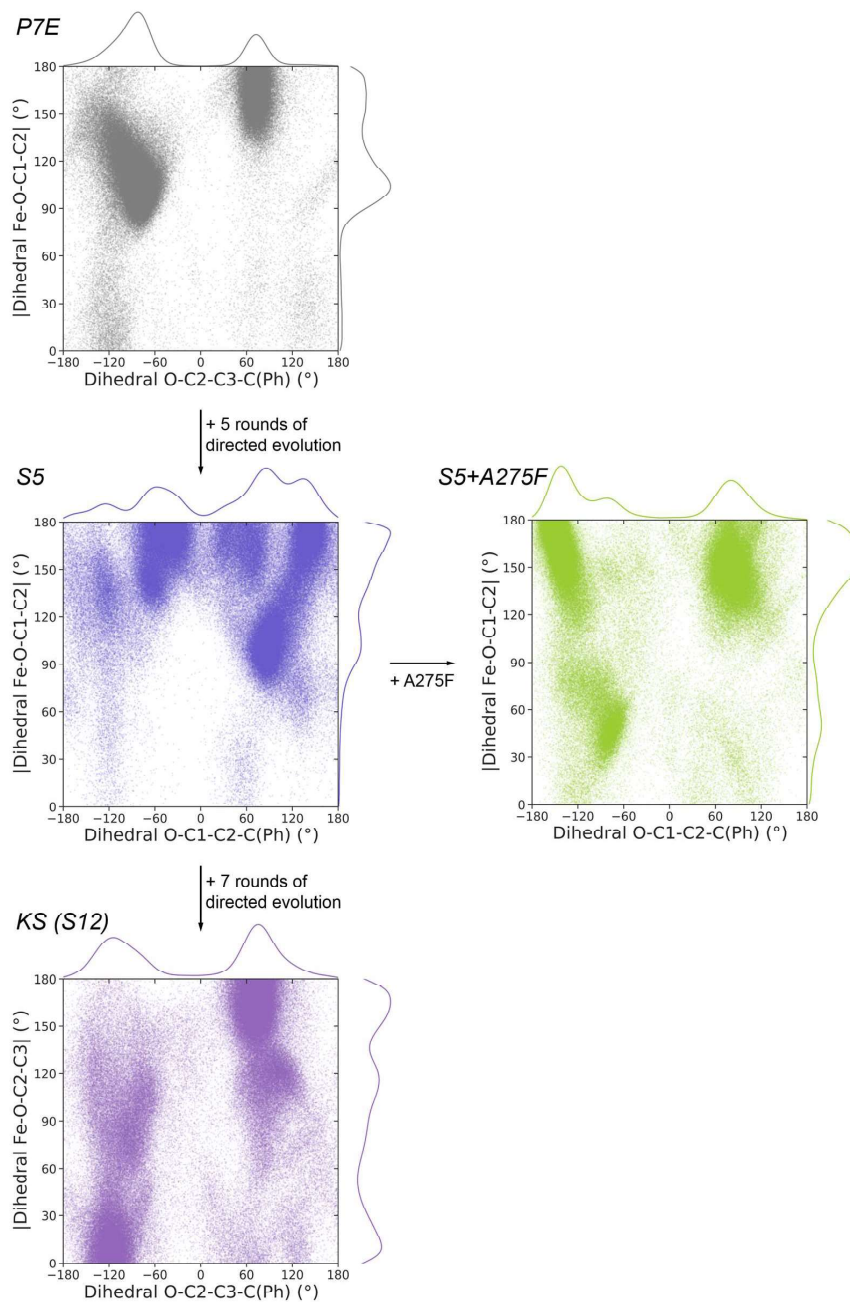 P7E
|Dihedral Fe-O-C1-C2| (°)
180
150
120
90
60
30
0
−180 −120 −60 0 60 120 180
Dihedral O-C2-C3-C(Ph) (°)
+ 5 rounds of
directed evolution
S5
|Dihedral Fe-O-C1-C2| (°)
180
150
120
90
60
30
0
−180 −120 −60 0 60 120 180
Dihedral O-C1-C2-C(Ph) (°)
+ A275F
S5+A275F
|Dihedral Fe-O-C1-C2| (°)
180
150
120
90
60
30
0
−180 −120 −60 0 60 120 180
Dihedral O-C1-C2-C(Ph) (°)
+ 7 rounds of
directed evolution
KS (S12)
|Dihedral Fe-O-C2-C3| (°)
180
150
120
90
60
30
0
−180 −120 −60 0 60 120 180
Dihedral O-C2-C3-C(Ph) (°)